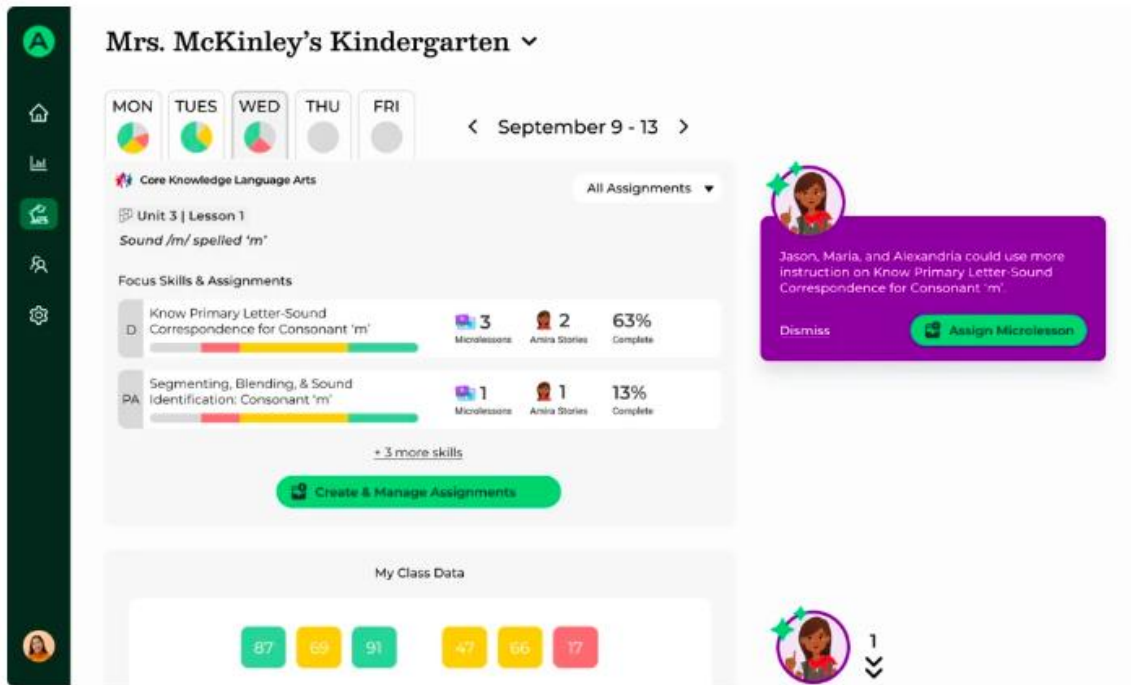 A
Mrs. McKinley's Kindergarten
MON TUES WED THU FRI
September 9 - 13
Core Knowledge Language Arts
All Assignments
Unit 3 | Lesson 1
Sound /m/ spelled 'm'
Focus Skills & Assignments
D
Know Primary Letter-Sound
Correspondence for Consonant 'm'
3
Microlessons
2
Amira Stories
63%
Complete
PA
Segmenting, Blending, & Sound
Identification: Consonant 'm'
1
Microlessons
1
Amira Stories
13%
Complete
+ 3 more skills
Create & Manage Assignments
Jason, Maria, and Alexandria could use more
instruction on Know Primary Letter-Sound
Correspondence for Consonant 'm'.
Dismiss
Assign Microlesson
My Class Data
87 69 91 47 66 17
1